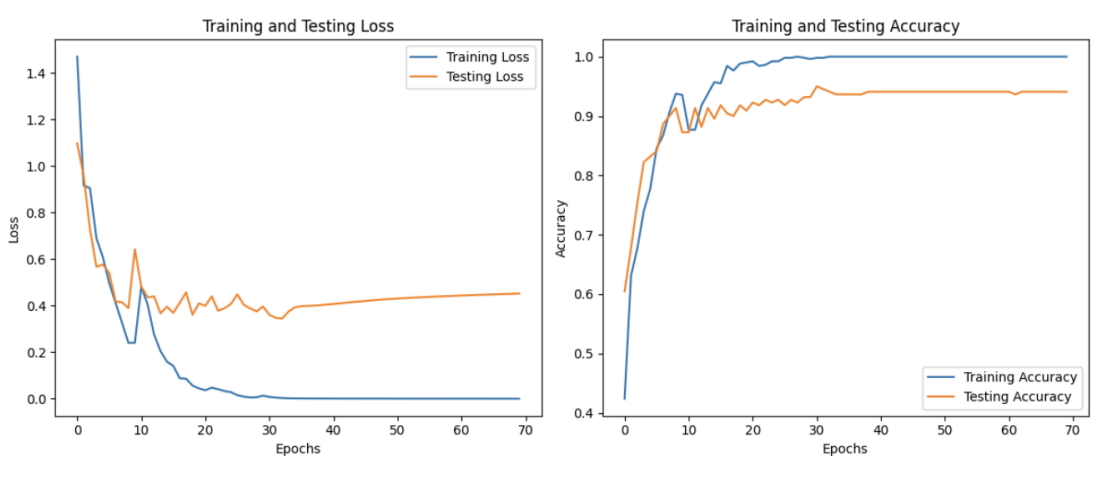 Training and Testing Loss
Training Loss
Testing Loss
1.4
1.2
1.0
0.8
0.6
0.4
0.2
0.0
Loss
0 10 20 30 40 50 60 70
Epochs
Training and Testing Accuracy
1.0
0.9
0.8
0.7
0.6
0.5
0.4
Accuracy
Training Accuracy
Testing Accuracy
0 10 20 30 40 50 60 70
Epochs